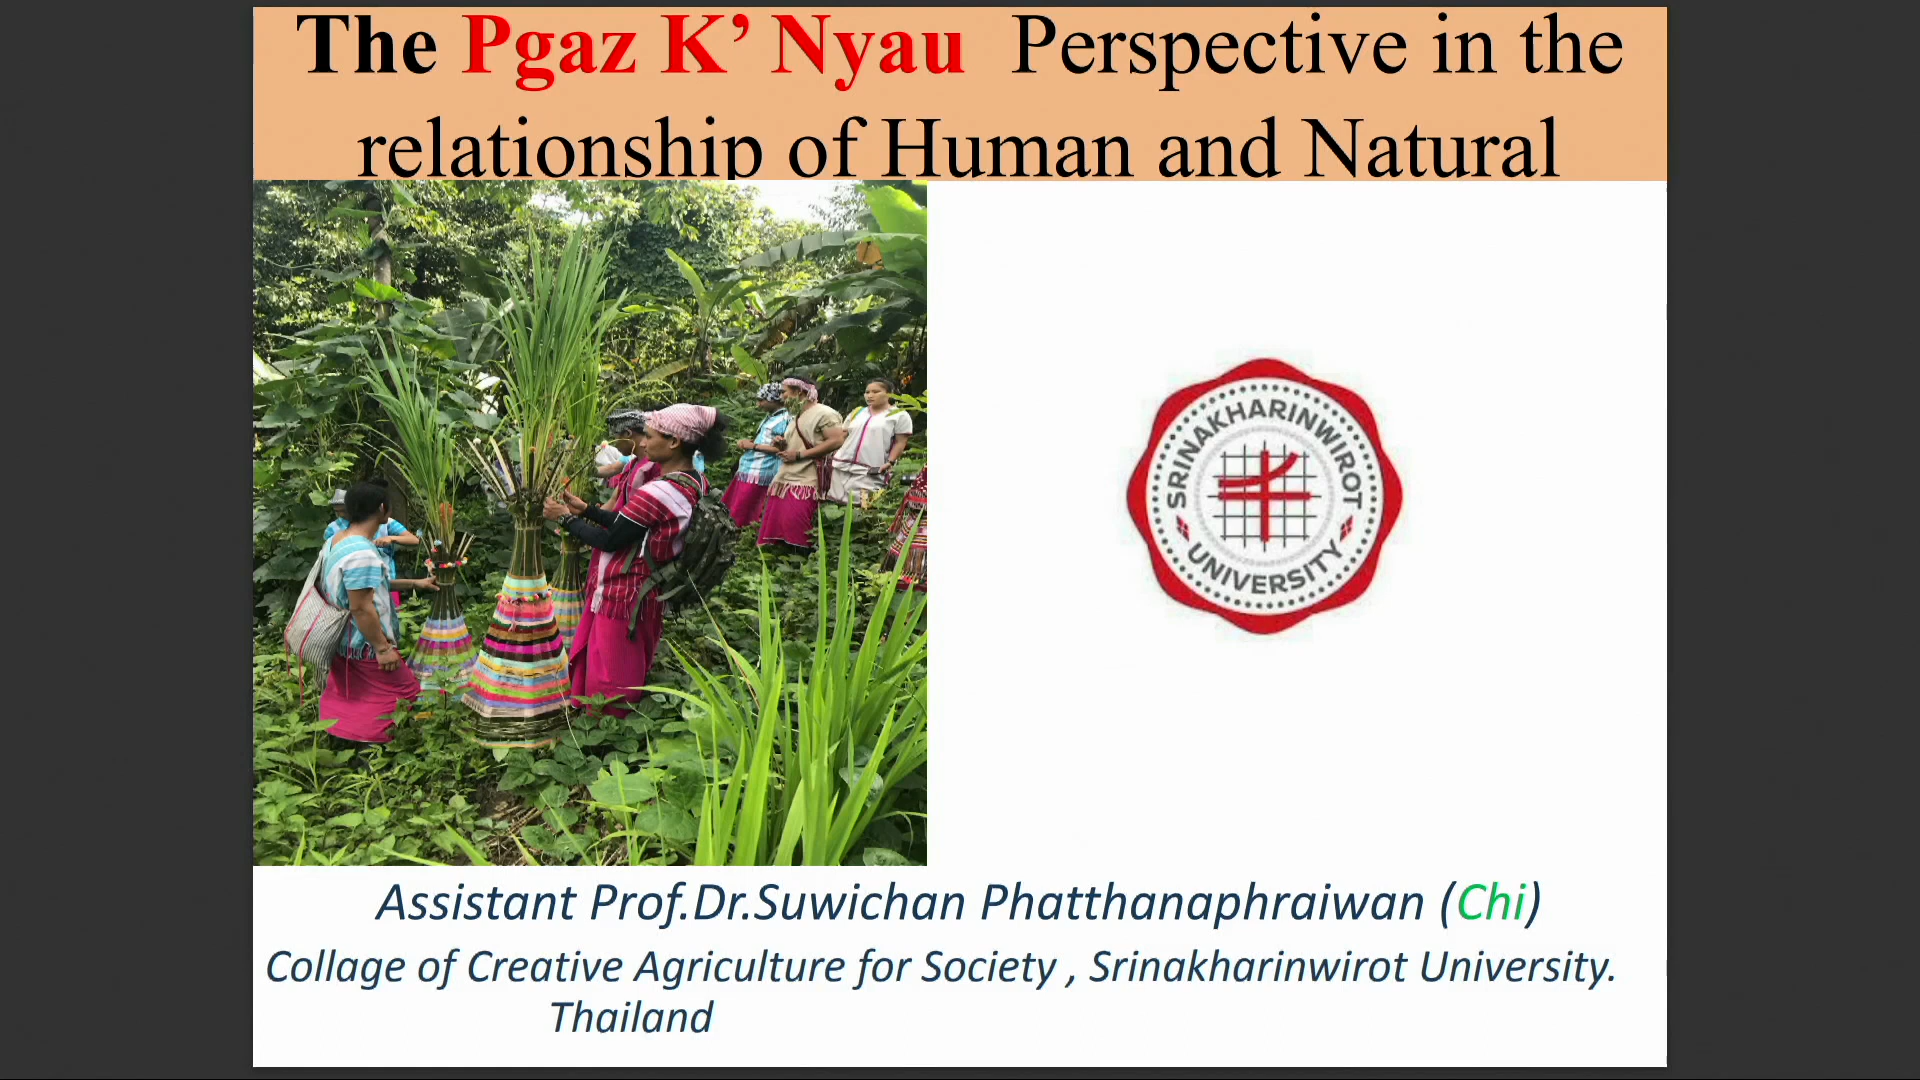 The Pgaz K’ Nyau Perspective in the
relationship of Human and Natural
SRINAKHARINWIROT
UNIVERSITY
Assistant Prof.Dr.Suwichan Phatthanaphraiwan (Chi)
Collage of Creative Agriculture for Society , Srinakharinwirot University.
Thailand